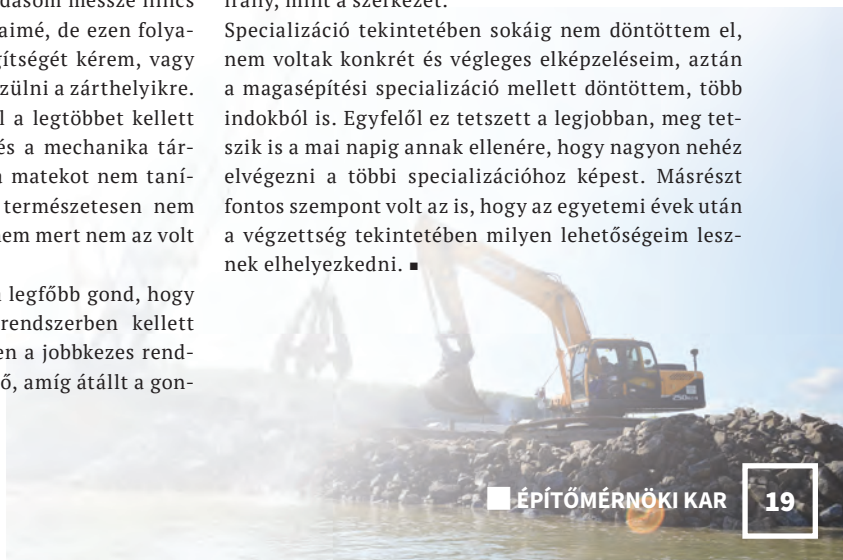 dásom messze nincs
aimé, de ezen folya-
gítségét kérem, vagy
zülni a zárthelyikre.
l a legtöbbet kellett
és a mechanika tár-
matekot nem taní-
természetesen nem
nem mert nem az volt
legfőbb gond, hogy
rendszerben kellett
en a jobbkezes rend-
ő, amíg átállt a gon-
irány, mint a szerkezet.
Specializáció tekintetében sokáig nem döntöttem el,
nem voltak konkrét és végleges elképzeléseim, aztán
a magasépítési specializáció mellett döntöttem, több
indokból is. Egyfelől ez tetszett a legjobban, meg tet-
szik is a mai napig annak ellenére, hogy nagyon nehéz
elvégezni a többi specializációhoz képest. Másrészt
fontos szempont volt az is, hogy az egyetemi évek után
a végzettség tekintetében milyen lehetőségeim lesz-
nek elhelyezkedni. ▪
ÉPÍTŐMÉRNÖKI KAR 19